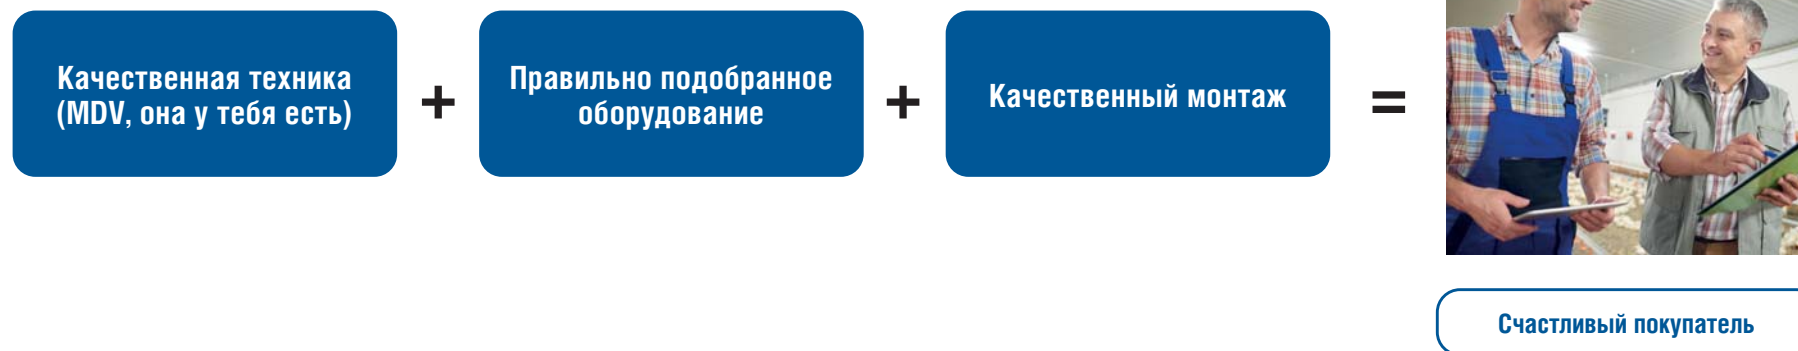 Качественная техника
(MDV, она у тебя есть)
+
Правильно подобранное
оборудование
+
Качественный монтаж
=
Счастливый покупатель